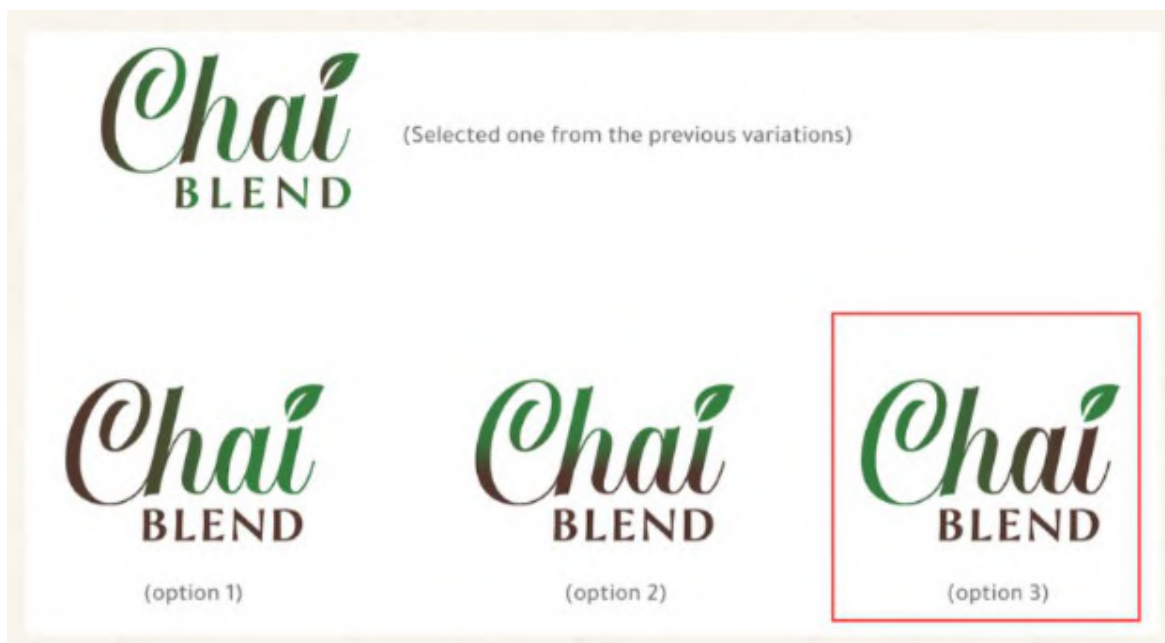 Chai
BLEND
(Selected one from the previous variations)
Chai
BLEND
(option 1)
Chai
BLEND
(option 2)
Chai
BLEND
(option 3)